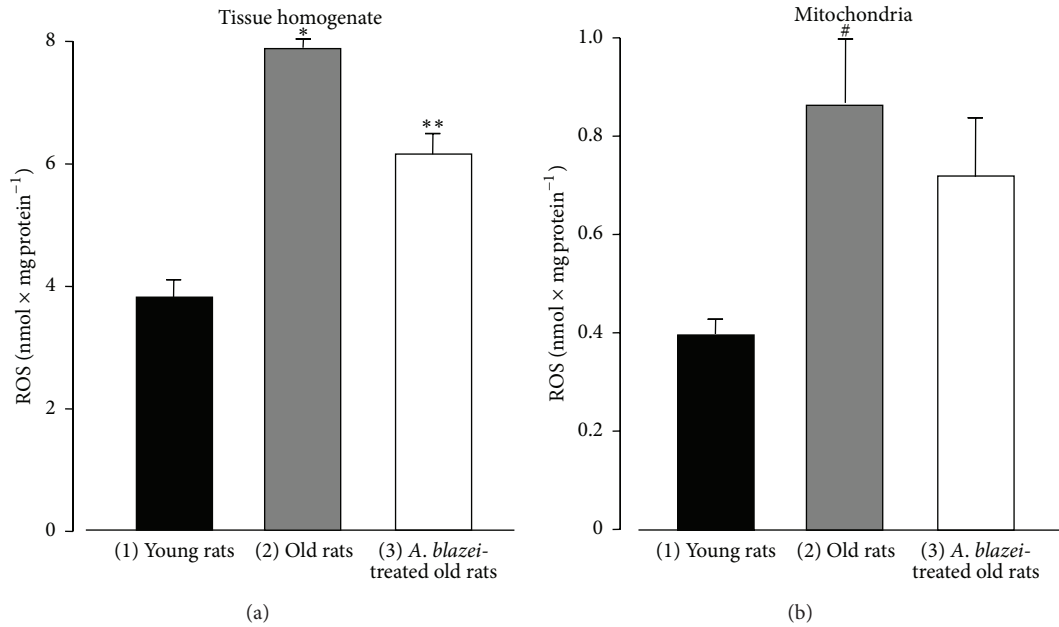 Tissue homogenate
ROS (nmol × mg protein⁻¹)
8
6
4
2
0
*
**
(1) Young rats
(2) Old rats
(3) A. blazei-
treated old rats
(a)
Mitochondria
ROS (nmol × mg protein⁻¹)
1.0
0.8
0.6
0.4
0.2
0
#
(1) Young rats
(2) Old rats
(3) A. blazei-
treated old rats
(b)